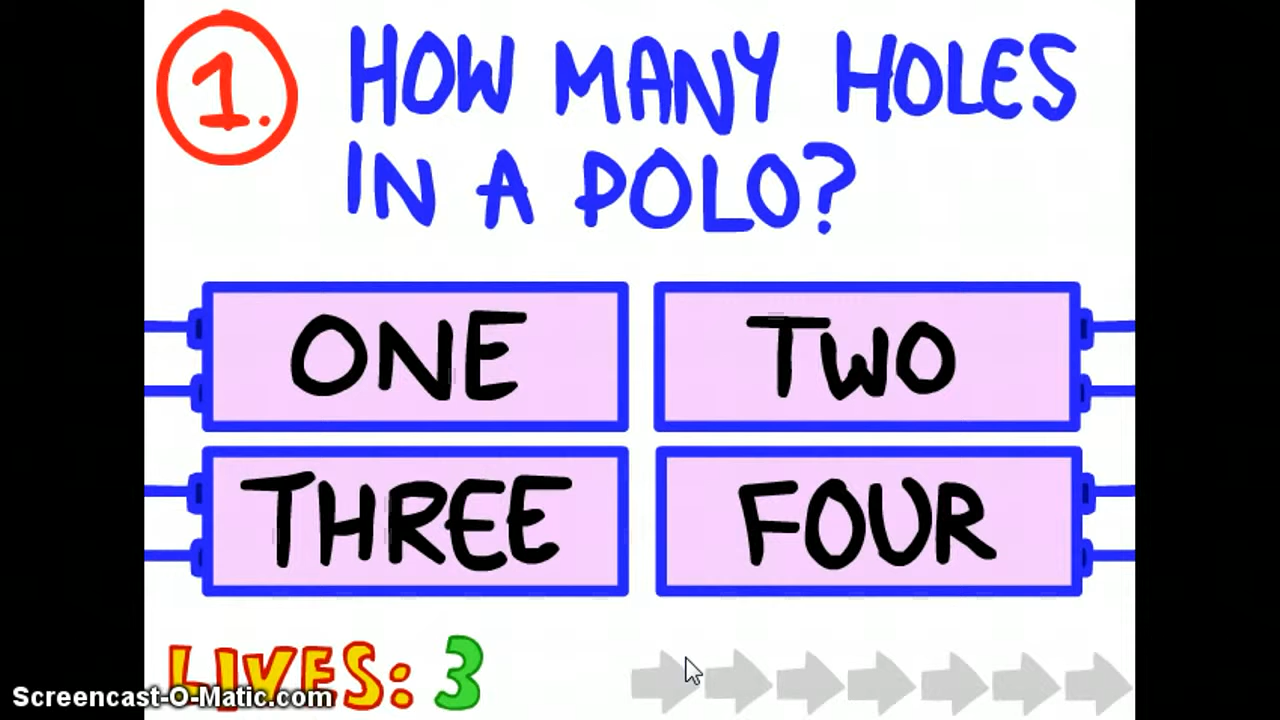 1. HOW MANY HOLES
IN A POLO?
ONE TWO
THREE FOUR
LIVES: 3
Screencast-O-Matic.com